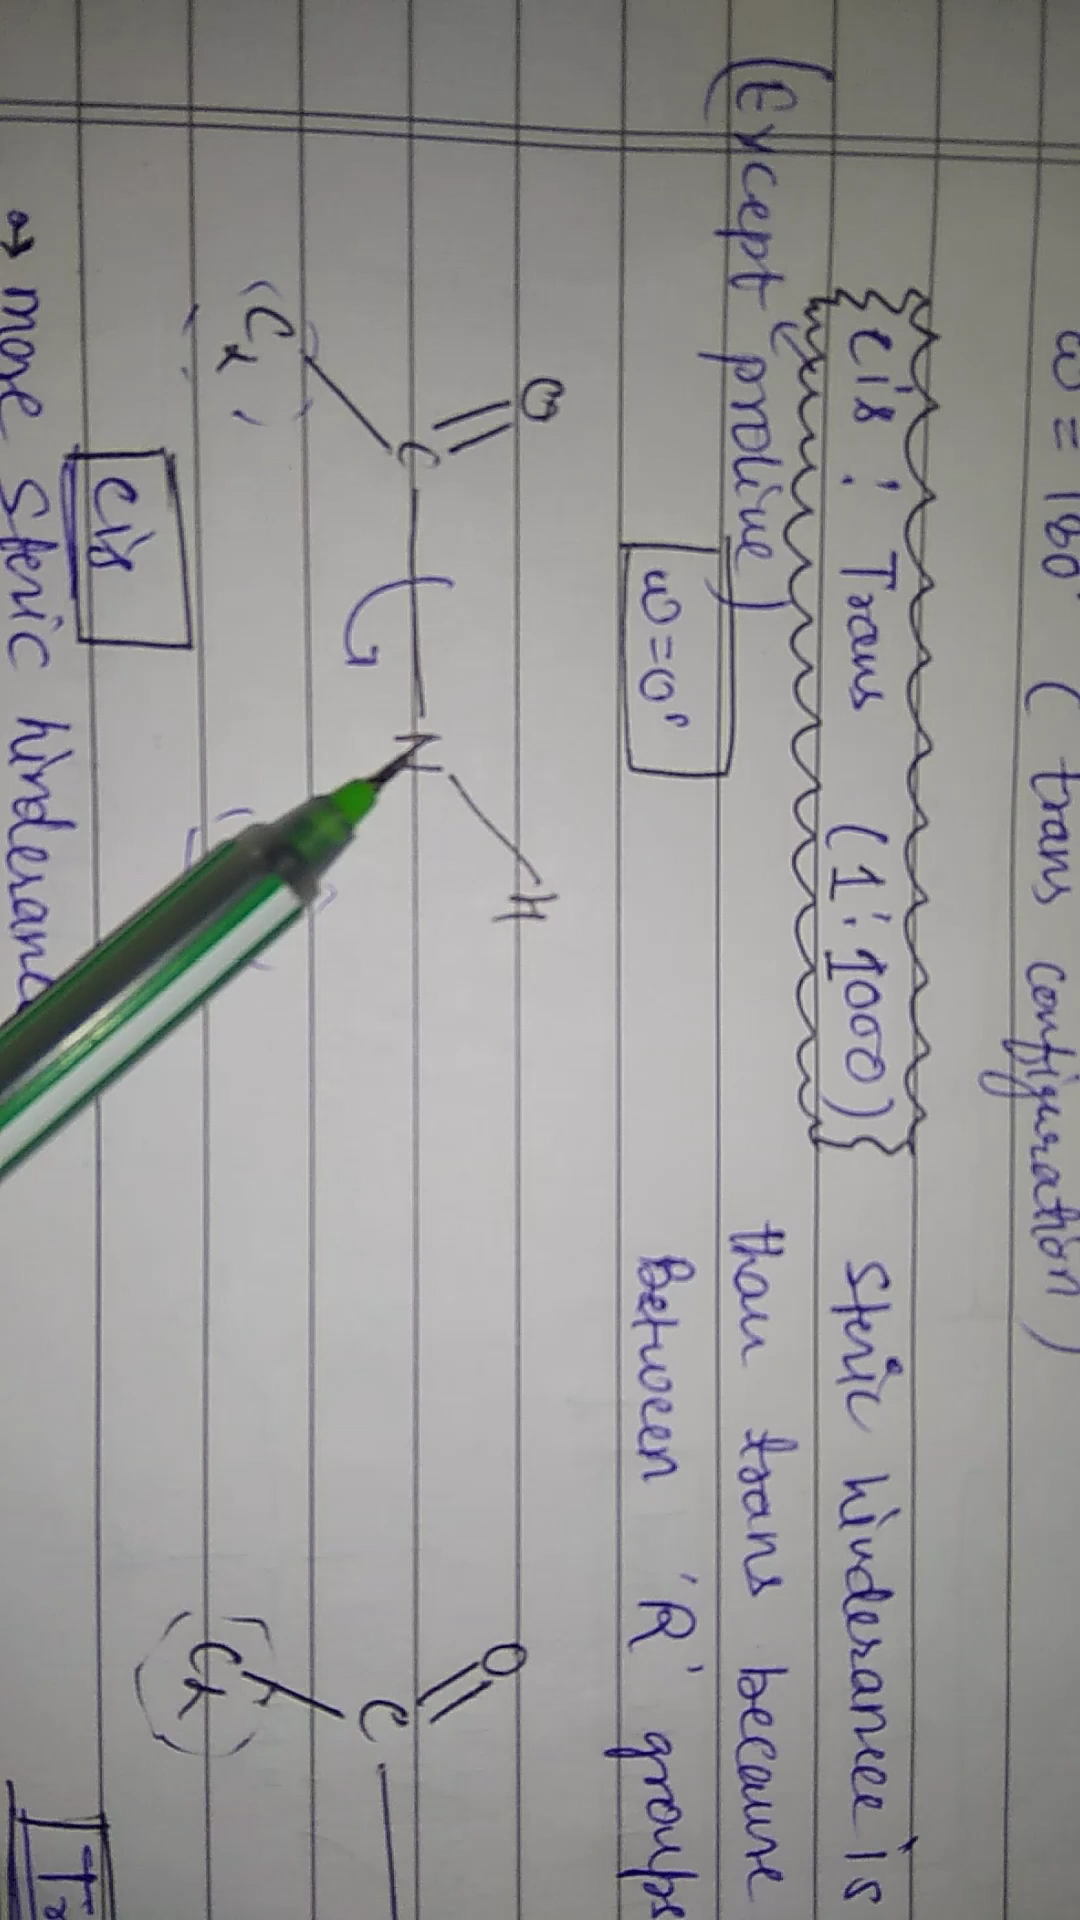 ω = 180° ( trans configuration )
cis : Trans (1:1000) Steric hinderance is
(Except proline) than trans because
ω=0° Between 'R' groups
O H O
C N C
Cα Cα
cis
→ more Steric hinderanc